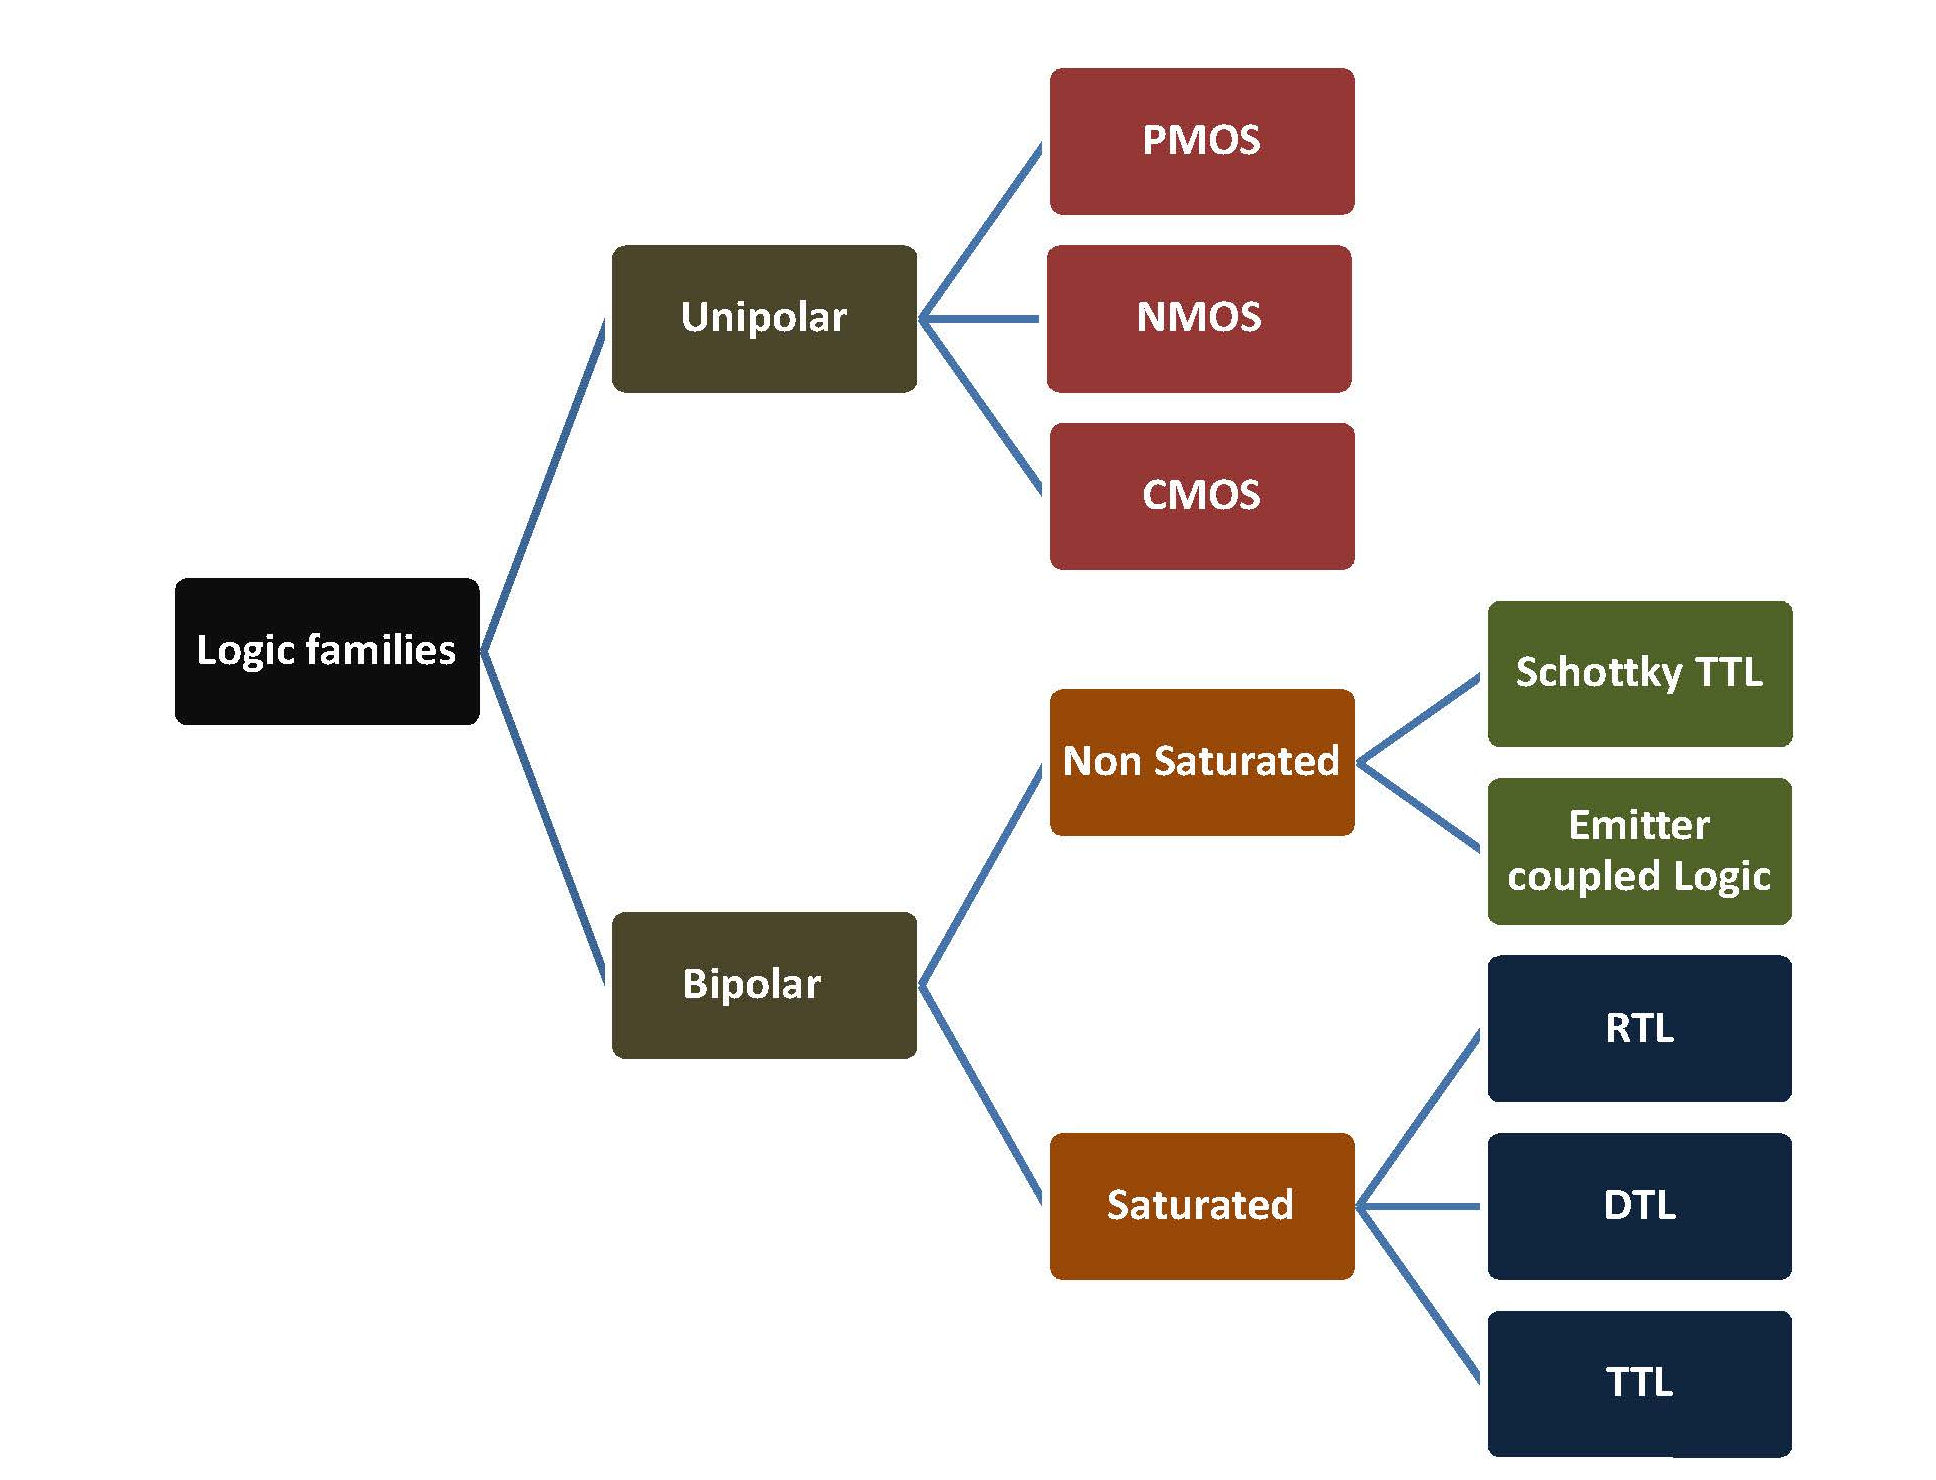 PMOS
Unipolar
NMOS
CMOS
Logic families
Schottky TTL
Non Saturated
Emitter
coupled Logic
Bipolar
RTL
Saturated
DTL
TTL